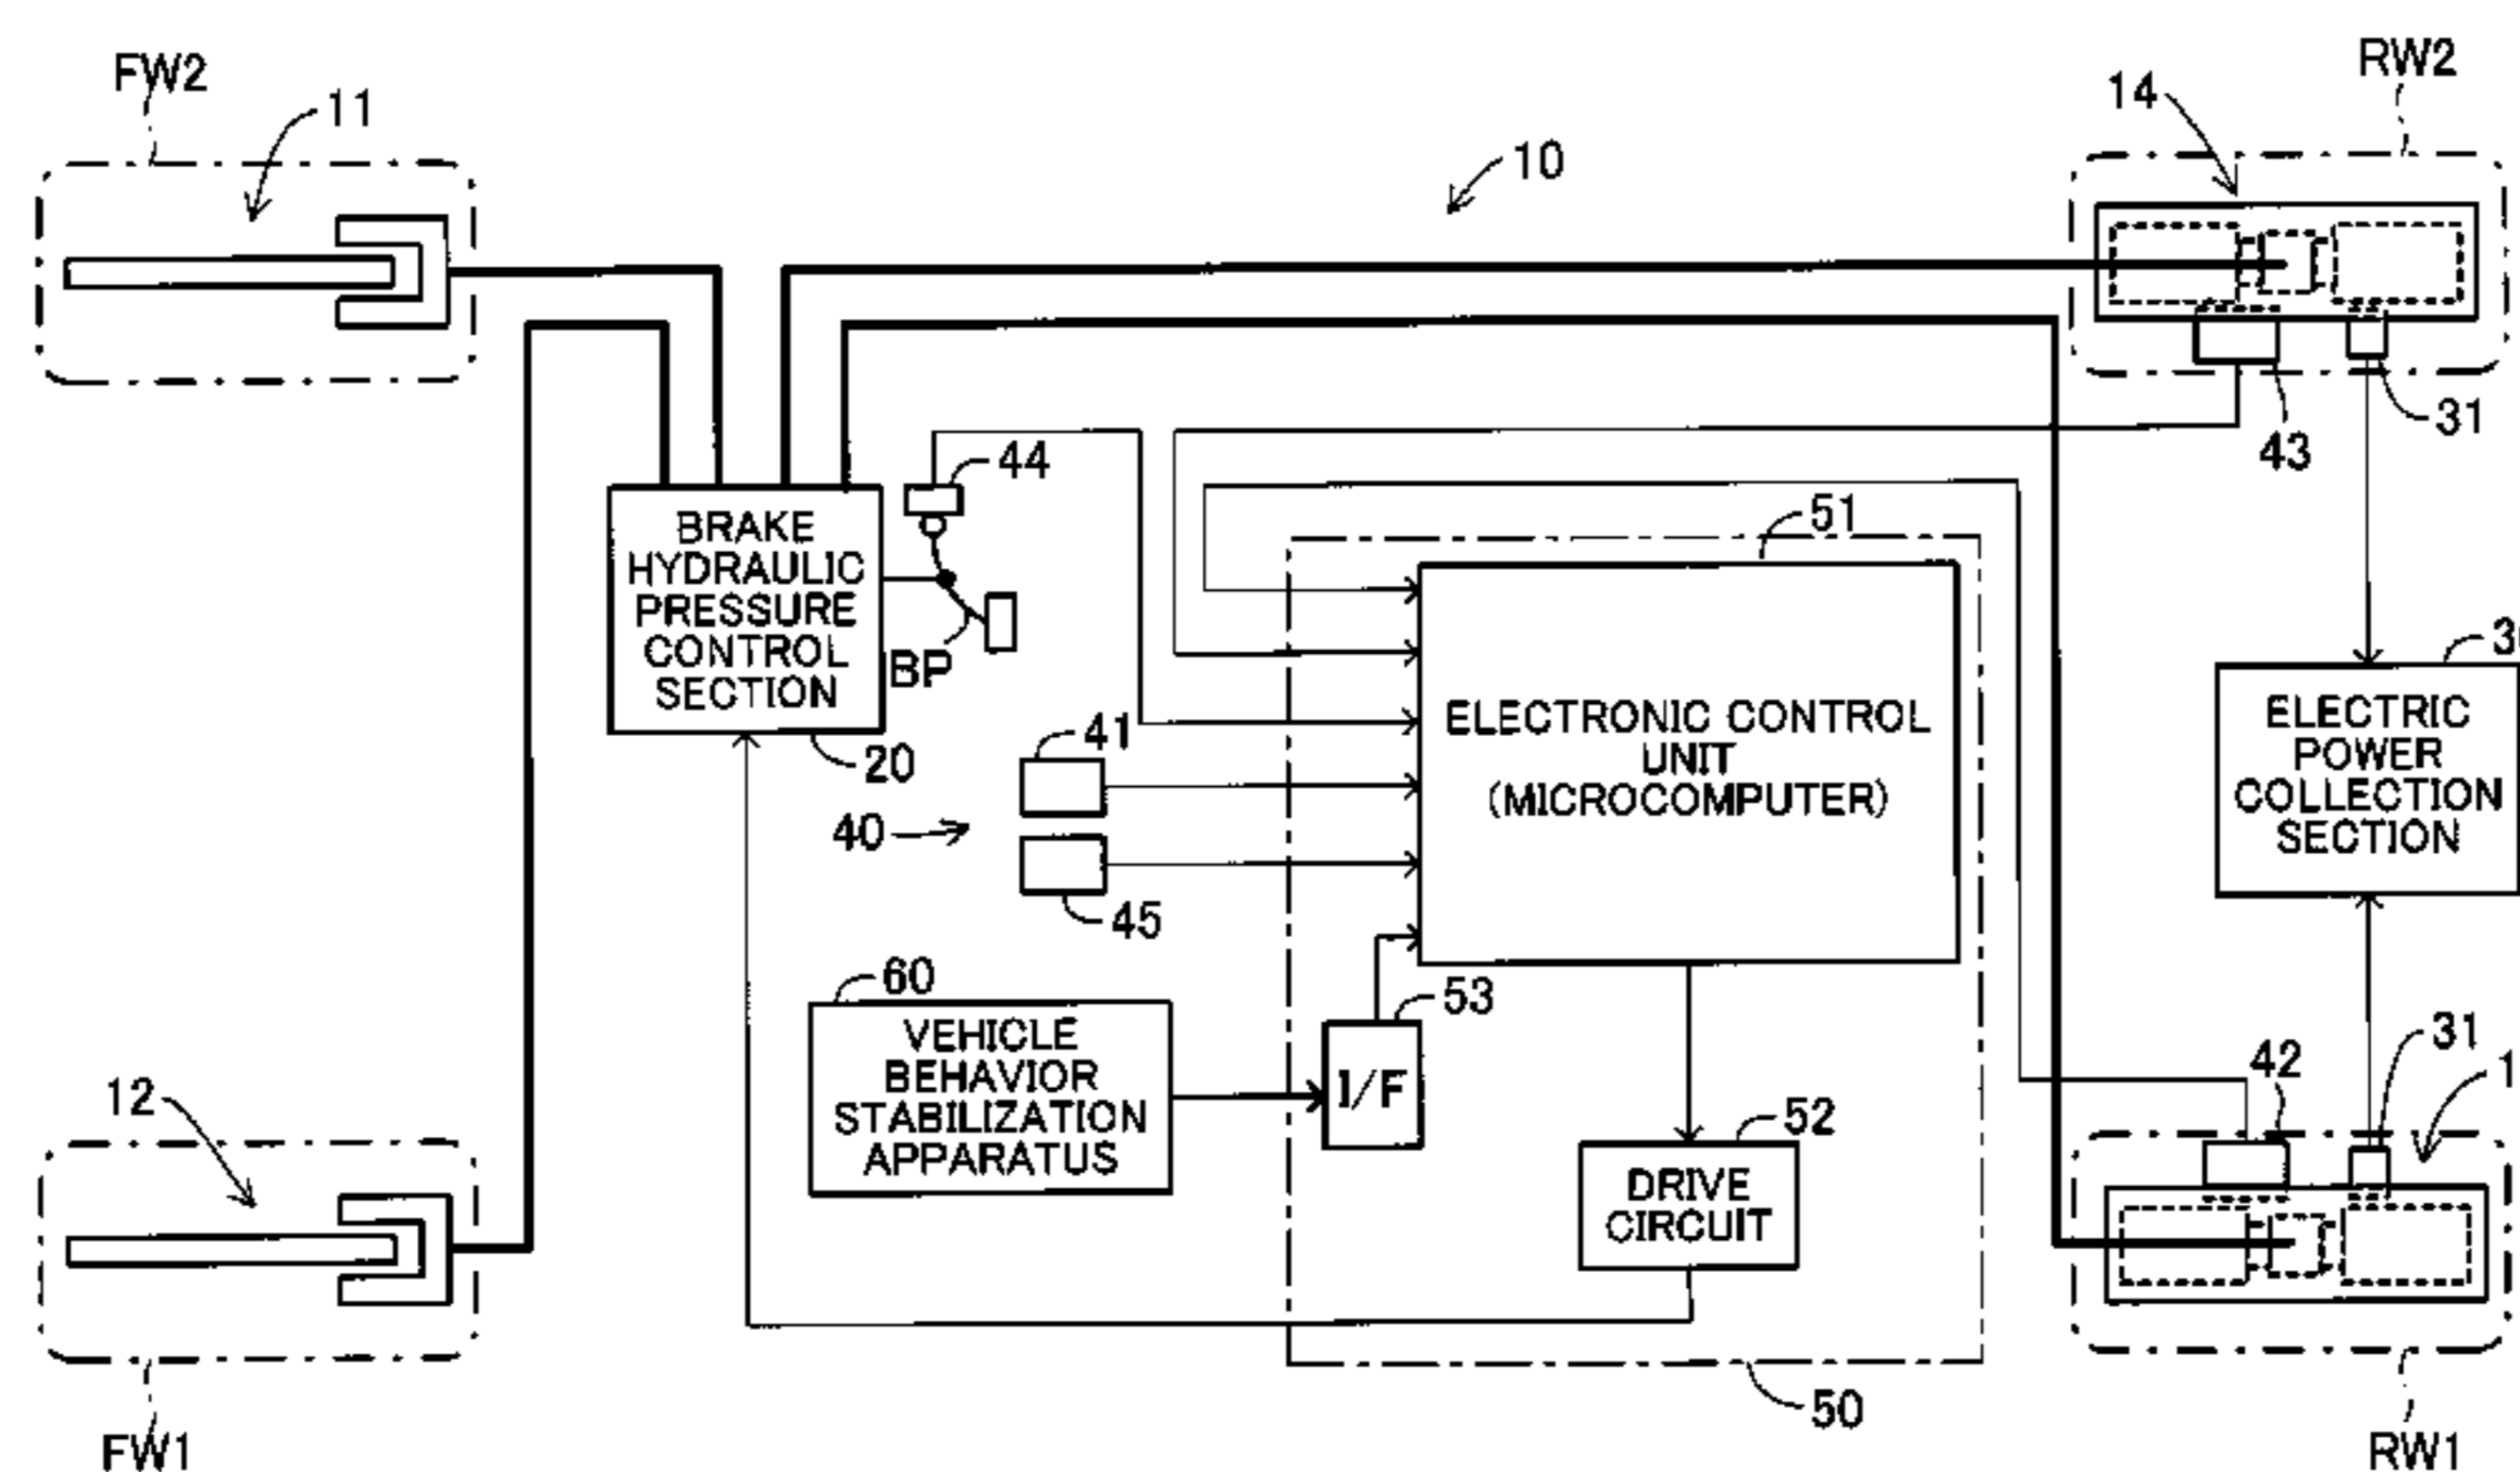 FW2
11
10
14
RW2
31
43
44
BRAKE
HYDRAULIC
PRESSURE
CONTROL
SECTION
BP
20
51
ELECTRONIC CONTROL
UNIT
(MICROCOMPUTER)
41
40
45
ELECTRIC
POWER
COLLECTION
SECTION
60
VEHICLE
BEHAVIOR
STABILIZATION
APPARATUS
53
I/F
52
DRIVE
CIRCUIT
50
42
31
12
FW1
RW1